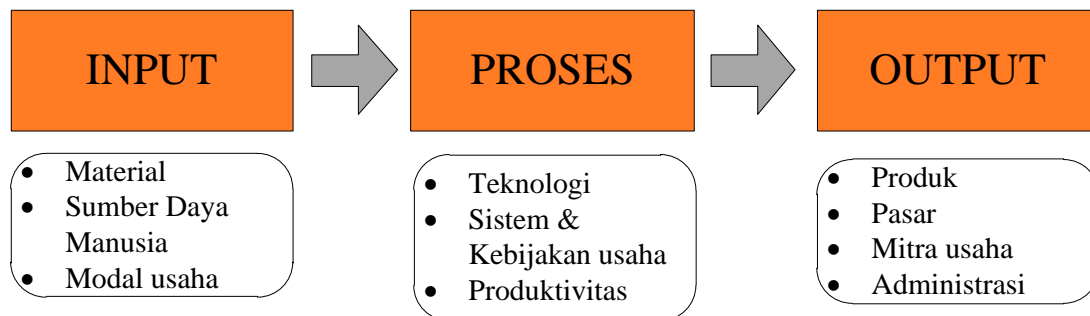 INPUT
PROSES
OUTPUT
• Material
• Sumber Daya
Manusia
• Modal usaha
• Teknologi
• Sistem &
Kebijakan usaha
• Produktivitas
• Produk
• Pasar
• Mitra usaha
• Administrasi